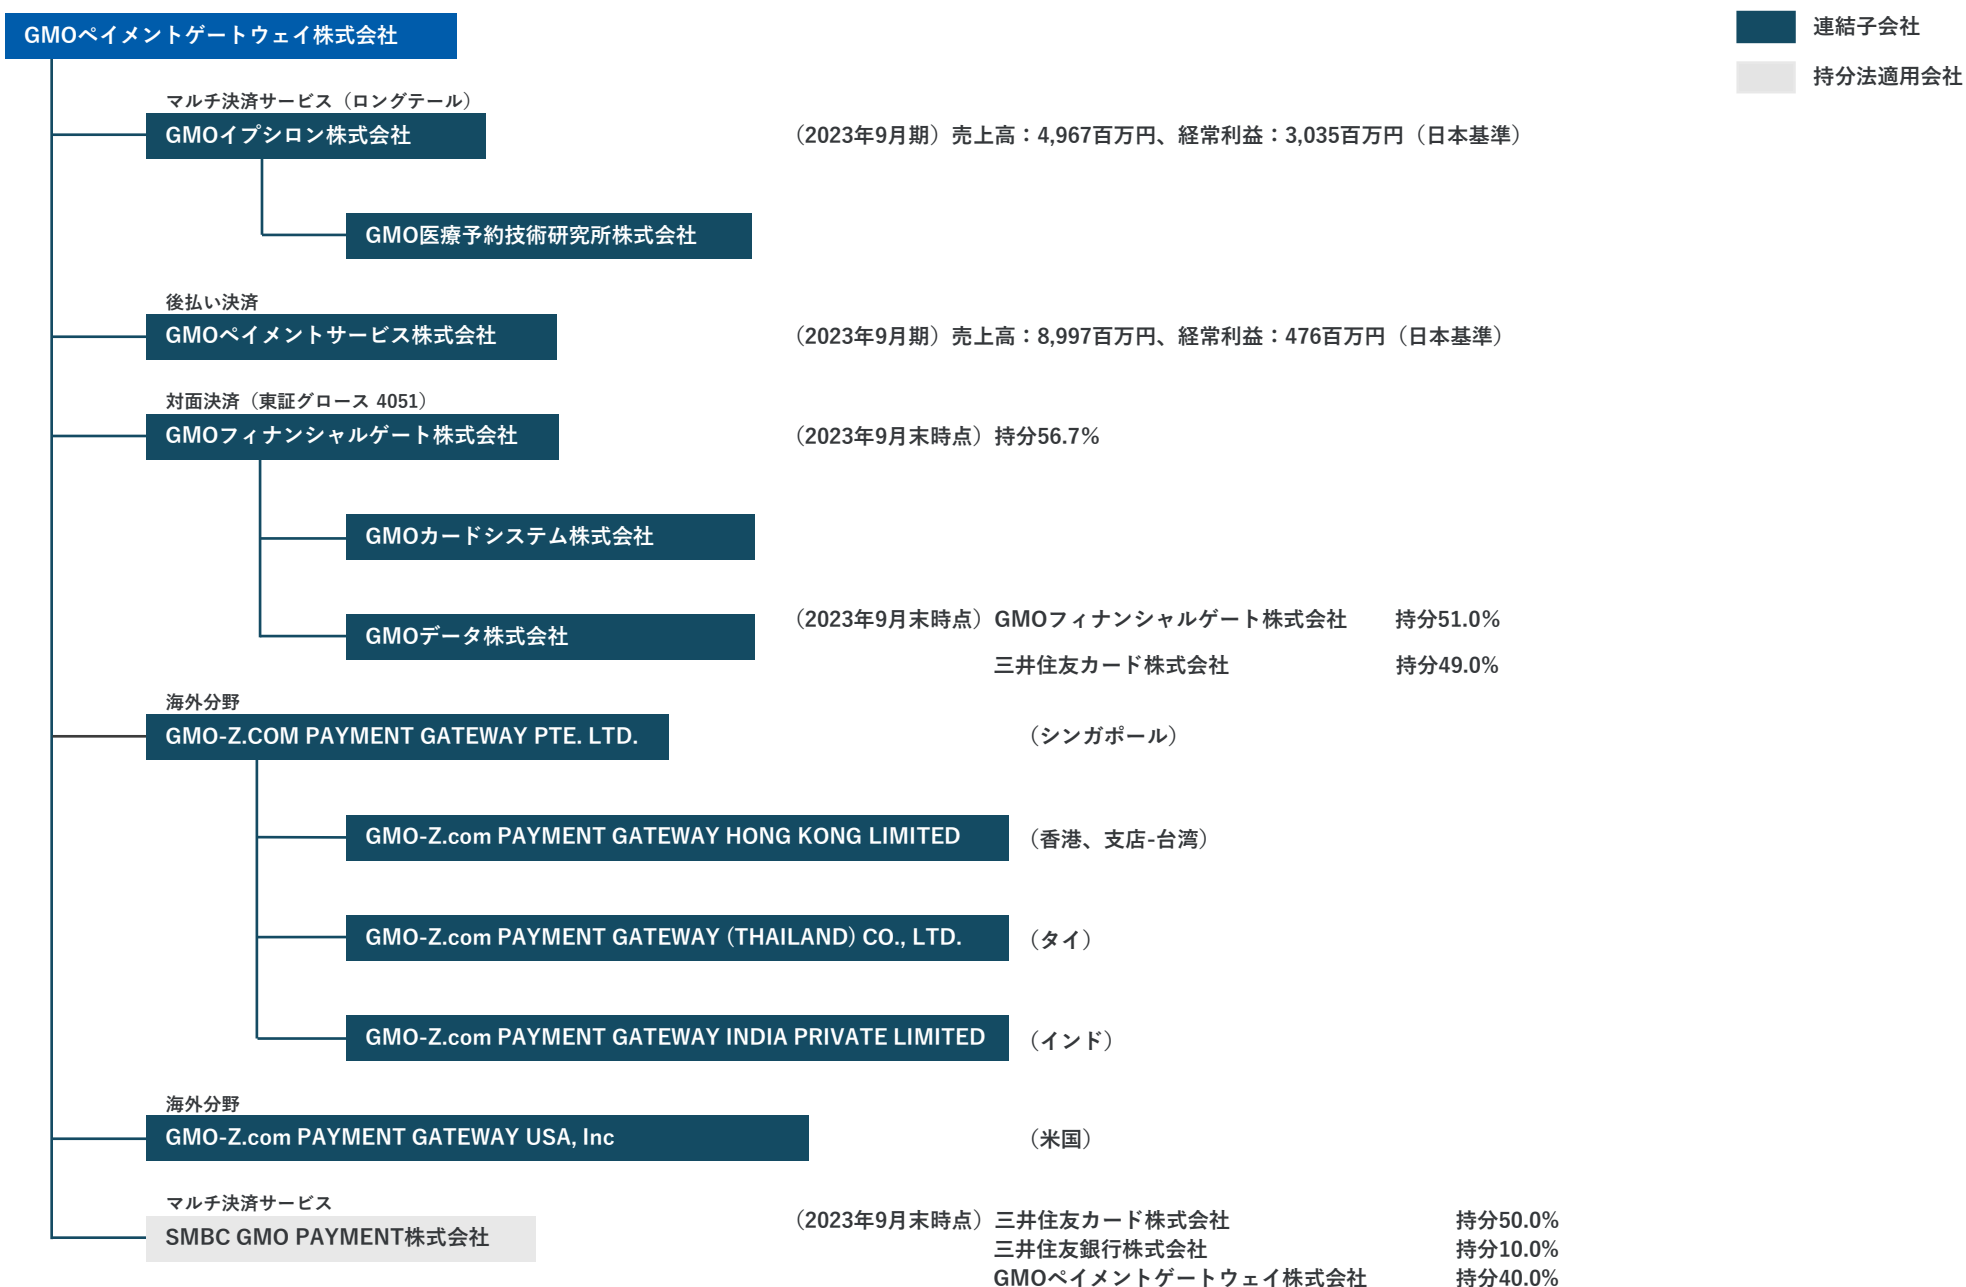 GMOペイメントゲートウェイ株式会社
連結子会社
持分法適用会社
マルチ決済サービス（ロングテール）
GMOイプシロン株式会社
（2023年9月期）売上高：4,967百万円、経常利益：3,035百万円（日本基準）
GMO医療予約技術研究所株式会社
後払い決済
GMOペイメントサービス株式会社
（2023年9月期）売上高：8,997百万円、経常利益：476百万円（日本基準）
対面決済（東証グロース 4051）
GMOフィナンシャルゲート株式会社
（2023年9月末時点）持分56.7%
GMOカードシステム株式会社
GMOデータ株式会社
（2023年9月末時点）GMOフィナンシャルゲート株式会社 持分51.0%
三井住友カード株式会社 持分49.0%
海外分野
GMO-Z.COM PAYMENT GATEWAY PTE. LTD.
（シンガポール）
GMO-Z.com PAYMENT GATEWAY HONG KONG LIMITED
（香港、支店-台湾）
GMO-Z.com PAYMENT GATEWAY (THAILAND) CO., LTD.
（タイ）
GMO-Z.com PAYMENT GATEWAY INDIA PRIVATE LIMITED
（インド）
海外分野
GMO-Z.com PAYMENT GATEWAY USA, Inc
（米国）
マルチ決済サービス
SMBC GMO PAYMENT株式会社
（2023年9月末時点）三井住友カード株式会社 持分50.0%
三井住友銀行株式会社 持分10.0%
GMOペイメントゲートウェイ株式会社 持分40.0%